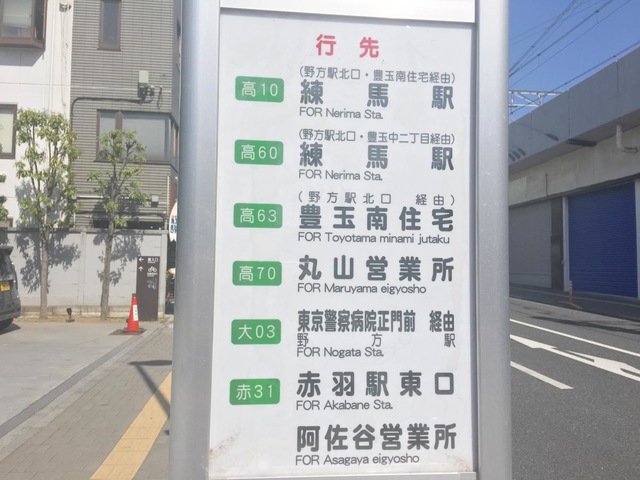 行先
(野方駅北口・豊玉南住宅経由)
高10 練馬駅
FOR Nerima Sta.
(野方駅北口・豊玉中二丁目経由)
高60 練馬駅
FOR Nerima Sta.
(野方駅北口 経由)
高63 豊玉南住宅
FOR Toyotama minami jutaku
高70 丸山営業所
FOR Maruyama eigyosho
東京警察病院正門前 経由
大03 野方駅
FOR Nogata Sta.
赤31 赤羽駅東口
FOR Akabane Sta.
阿佐谷営業所
FOR Asagaya eigyosho